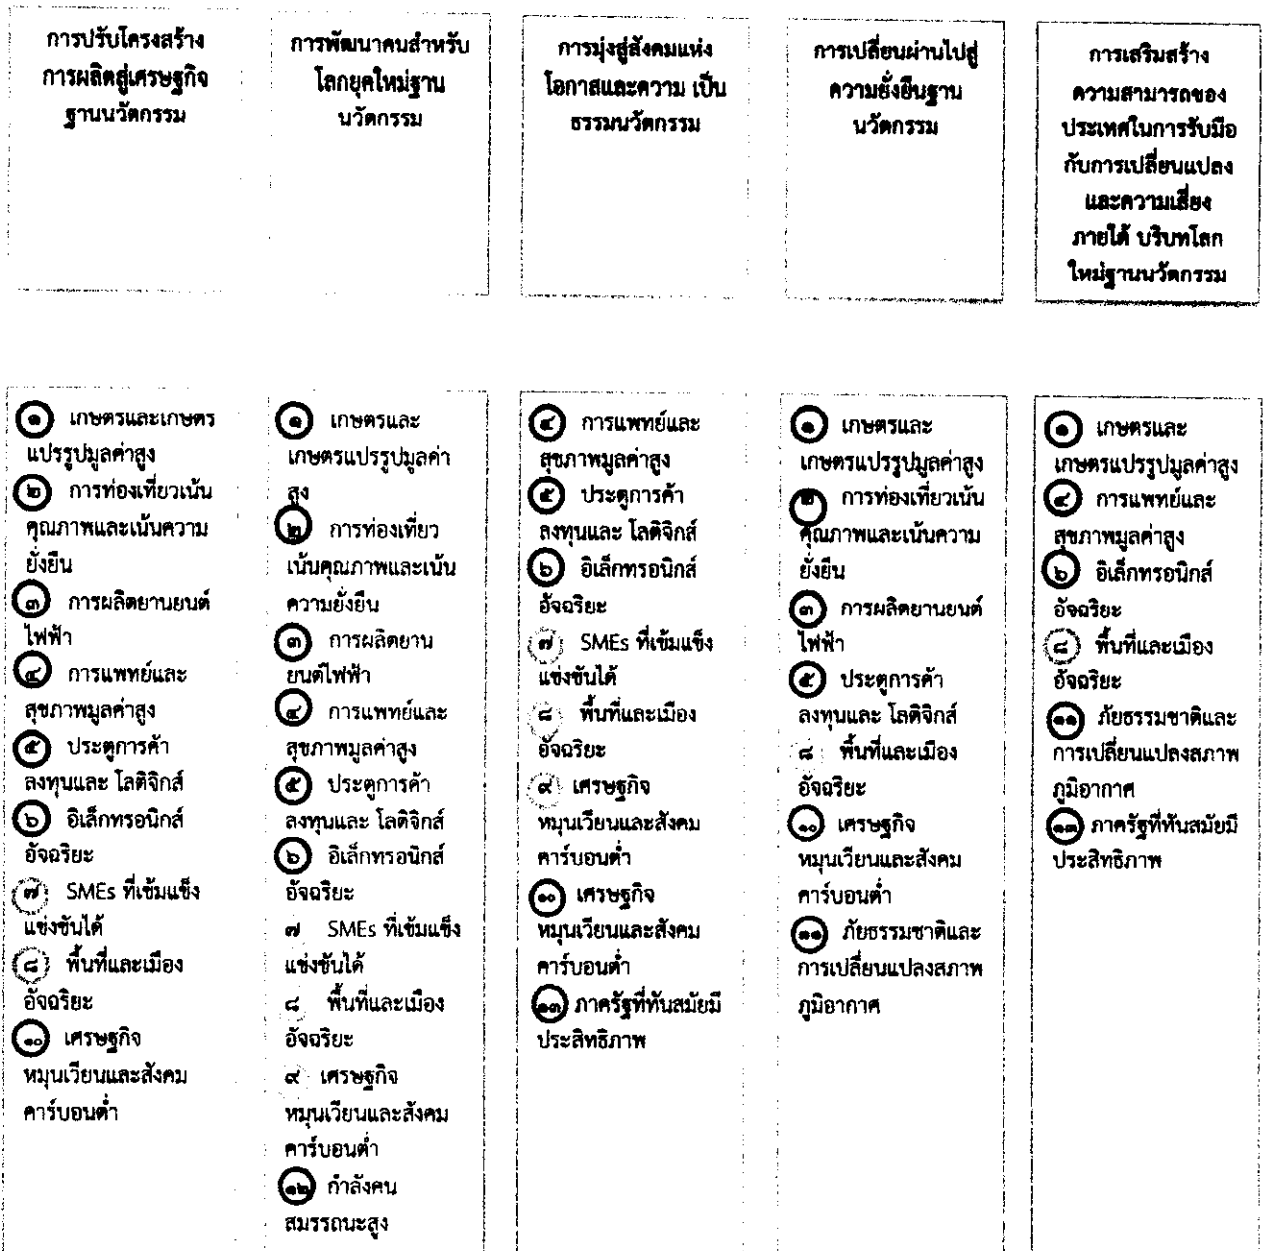 การปรับโครงสร้าง
การผลิตสู่เศรษฐกิจ
ฐานนวัตกรรม
การพัฒนาคนสำหรับ
โลกยุคใหม่ฐาน
นวัตกรรม
การมุ่งสู่สังคมแห่ง
โอกาสและความ เป็น
ธรรมนวัตกรรม
การเปลี่ยนผ่านไปสู่
ความยั่งยืนฐาน
นวัตกรรม
การเสริมสร้าง
ความสามารถของ
ประเทศในการรับมือ
กับการเปลี่ยนแปลง
และความเสี่ยง
ภายใต้ บริบทโลก
ใหม่ฐานนวัตกรรม
๑ เกษตรและเกษตร
แปรรูปมูลค่าสูง
๒ การท่องเที่ยวเน้น
คุณภาพและเน้นความ
ยั่งยืน
๓ การผลิตยานยนต์
ไฟฟ้า
๔ การแพทย์และ
สุขภาพมูลค่าสูง
๕ ประตูการค้า
ลงทุนและ โลติจิกส์
๖ อิเล็กทรอนิกส์
อัจฉริยะ
๗ SMEs ที่เข้มแข็ง
แข่งขันได้
๘ พื้นที่และเมือง
อัจฉริยะ
๑๐ เศรษฐกิจ
หมุนเวียนและสังคม
คาร์บอนต่ำ
๑ เกษตรและ
เกษตรแปรรูปมูลค่า
สูง
๒ การท่องเที่ยว
เน้นคุณภาพและเน้น
ความยั่งยืน
๓ การผลิตยาน
ยนต์ไฟฟ้า
๔ การแพทย์และ
สุขภาพมูลค่าสูง
๕ ประตูการค้า
ลงทุนและ โลติจิกส์
๖ อิเล็กทรอนิกส์
อัจฉริยะ
๗ SMEs ที่เข้มแข็ง
แข่งขันได้
๘ พื้นที่และเมือง
อัจฉริยะ
๙ เศรษฐกิจ
หมุนเวียนและสังคม
คาร์บอนต่ำ
๑๒ กำลังคน
สมรรถนะสูง
๔ การแพทย์และ
สุขภาพมูลค่าสูง
๕ ประตูการค้า
ลงทุนและ โลติจิกส์
๖ อิเล็กทรอนิกส์
อัจฉริยะ
๗ SMEs ที่เข้มแข็ง
แข่งขันได้
๘ พื้นที่และเมือง
อัจฉริยะ
๙ เศรษฐกิจ
หมุนเวียนและสังคม
คาร์บอนต่ำ
๑๐ เศรษฐกิจ
หมุนเวียนและสังคม
คาร์บอนต่ำ
๑๓ ภาครัฐที่ทันสมัยมี
ประสิทธิภาพ
๑ เกษตรและ
เกษตรแปรรูปมูลค่าสูง
๒ การท่องเที่ยวเน้น
คุณภาพและเน้นความ
ยั่งยืน
๓ การผลิตยานยนต์
ไฟฟ้า
๕ ประตูการค้า
ลงทุนและ โลติจิกส์
๘ พื้นที่และเมือง
อัจฉริยะ
๑๐ เศรษฐกิจ
หมุนเวียนและสังคม
คาร์บอนต่ำ
๑๑ ภัยธรรมชาติและ
การเปลี่ยนแปลงสภาพ
ภูมิอากาศ
๑ เกษตรและ
เกษตรแปรรูปมูลค่าสูง
๔ การแพทย์และ
สุขภาพมูลค่าสูง
๖ อิเล็กทรอนิกส์
อัจฉริยะ
๘ พื้นที่และเมือง
อัจฉริยะ
๑๑ ภัยธรรมชาติและ
การเปลี่ยนแปลงสภาพ
ภูมิอากาศ
๑๓ ภาครัฐที่ทันสมัยมี
ประสิทธิภาพ